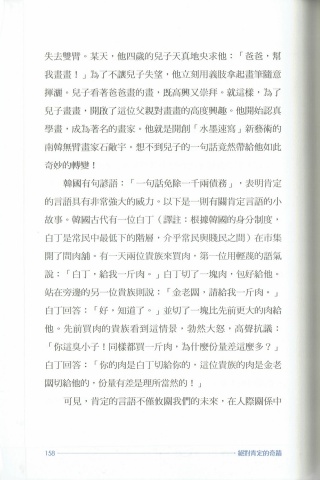 失去雙臂。某天，他四歲的兒子天真地央求他：「爸爸，幫
我畫畫！」為了不讓兒子失望，他立刻用義肢拿起畫筆隨意
揮灑。兒子看著爸爸畫的畫，既高興又崇拜。就這樣，為了
兒子畫畫，開啟了這位父親對畫畫的高度興趣。他開始認真
學畫，成為著名的畫家。他就是開創「水墨速寫」新藝術的
南韓無臂畫家石敞宇。想不到兒子的一句話竟然帶給他如此
奇妙的轉變！
韓國有句諺語：「一句話免除一千兩債務」，表明肯定
的言語具有非常強大的威力。以下是一則有關肯定言語的小
故事。韓國古代有一位白丁（譯註：根據韓國的身分制度，
白丁是常民中最低下的階層，介乎常民與賤民之間）在市集
開了間肉舖。有一天兩位貴族來買肉。第一位用輕蔑的語氣
說：「白丁，給我一斤肉。」白丁切了一塊肉，包好給他。
站在旁邊的另一位貴族則說：「金老闆，請給我一斤肉。」
白丁回答：「好，知道了。」並切了一塊比先前更大的肉給
他。先前買肉的貴族看到這情景，勃然大怒，高聲抗議：
「你這臭小子！同樣都買一斤肉，為什麼份量差這麼多？」
白丁回答：「你的肉是白丁切給你的，這位貴族的肉是金老
闆切給他的，份量有差是理所當然的！」
可見，肯定的言語不僅攸關我們的未來，在人際關係中
156
絕對肯定的奇蹟